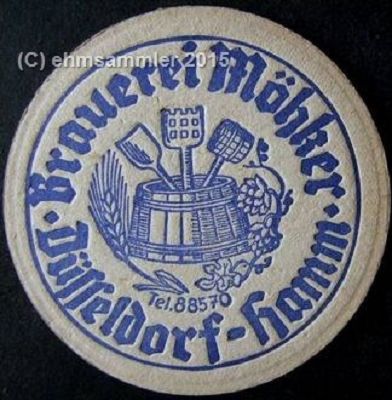 (C) ehmsammler 2015
Brauerei Möhker
Tel. 88570
Düsseldorf-Hamm